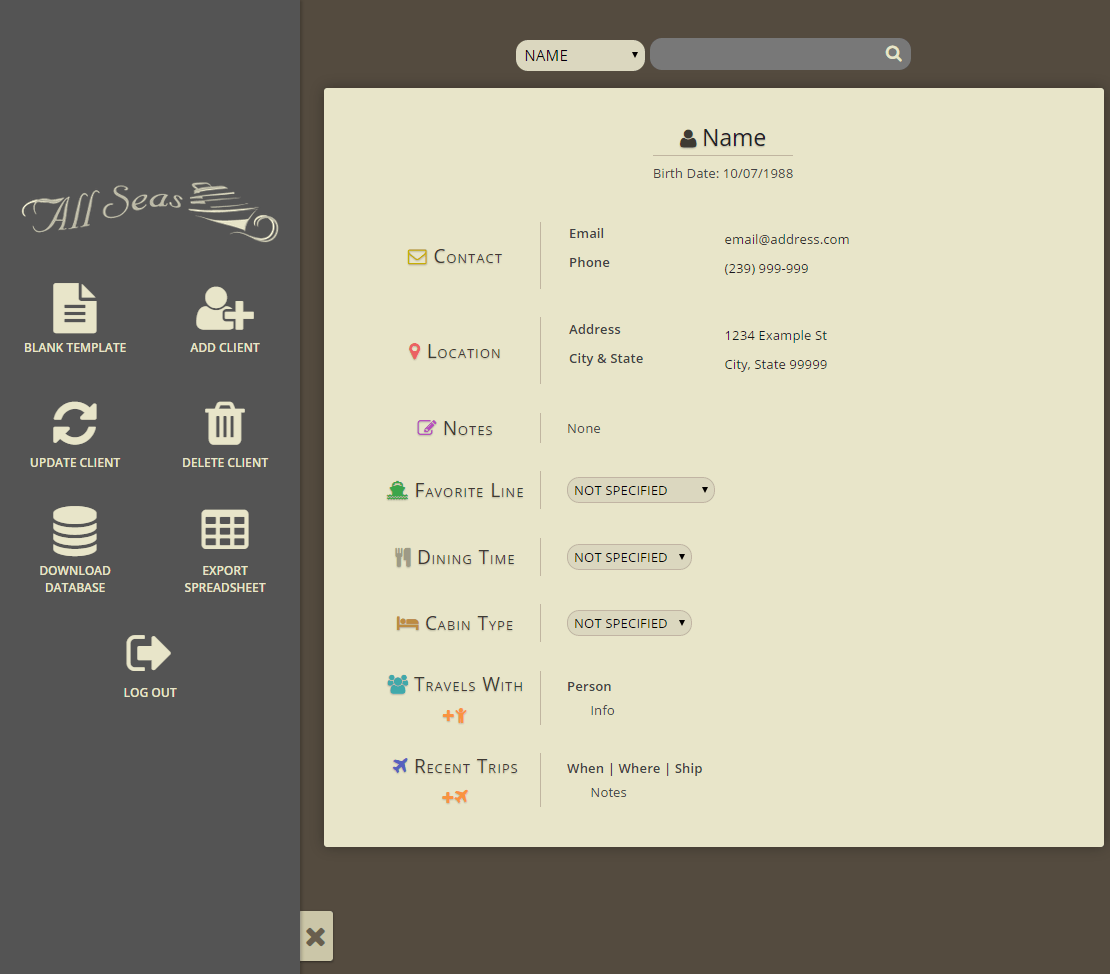 NAME
Name
Birth Date: 10/07/1988
All Seas
BLANK TEMPLATE
ADD CLIENT
UPDATE CLIENT
DELETE CLIENT
DOWNLOAD
DATABASE
EXPORT
SPREADSHEET
LOG OUT
Contact
Email
email@address.com
Phone
(239) 999-999
Location
Address
1234 Example St
City & State
City, State 99999
Notes
None
Favorite Line
NOT SPECIFIED
Dining Time
NOT SPECIFIED
Cabin Type
NOT SPECIFIED
Travels With
Person
Info
Recent Trips
When | Where | Ship
Notes